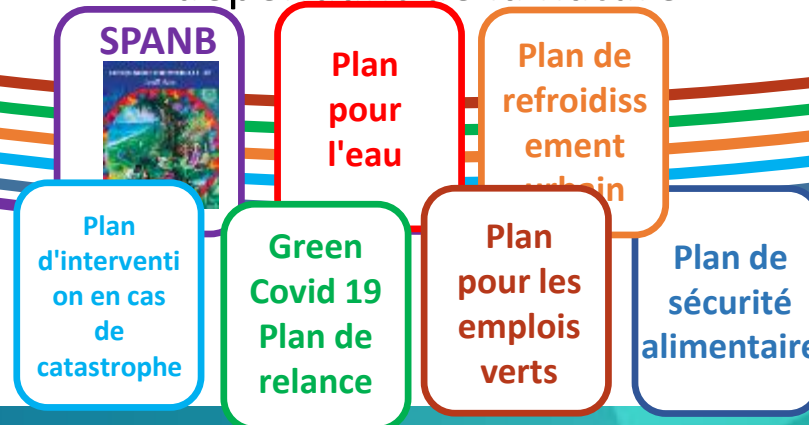 SPANB
Plan
pour
l'eau
Plan de
refroidiss
ement
urbain
Plan
d'interventi
on en cas
de
catastrophe
Green
Covid 19
Plan de
relance
Plan
pour les
emplois
verts
Plan de
sécurité
alimentaire